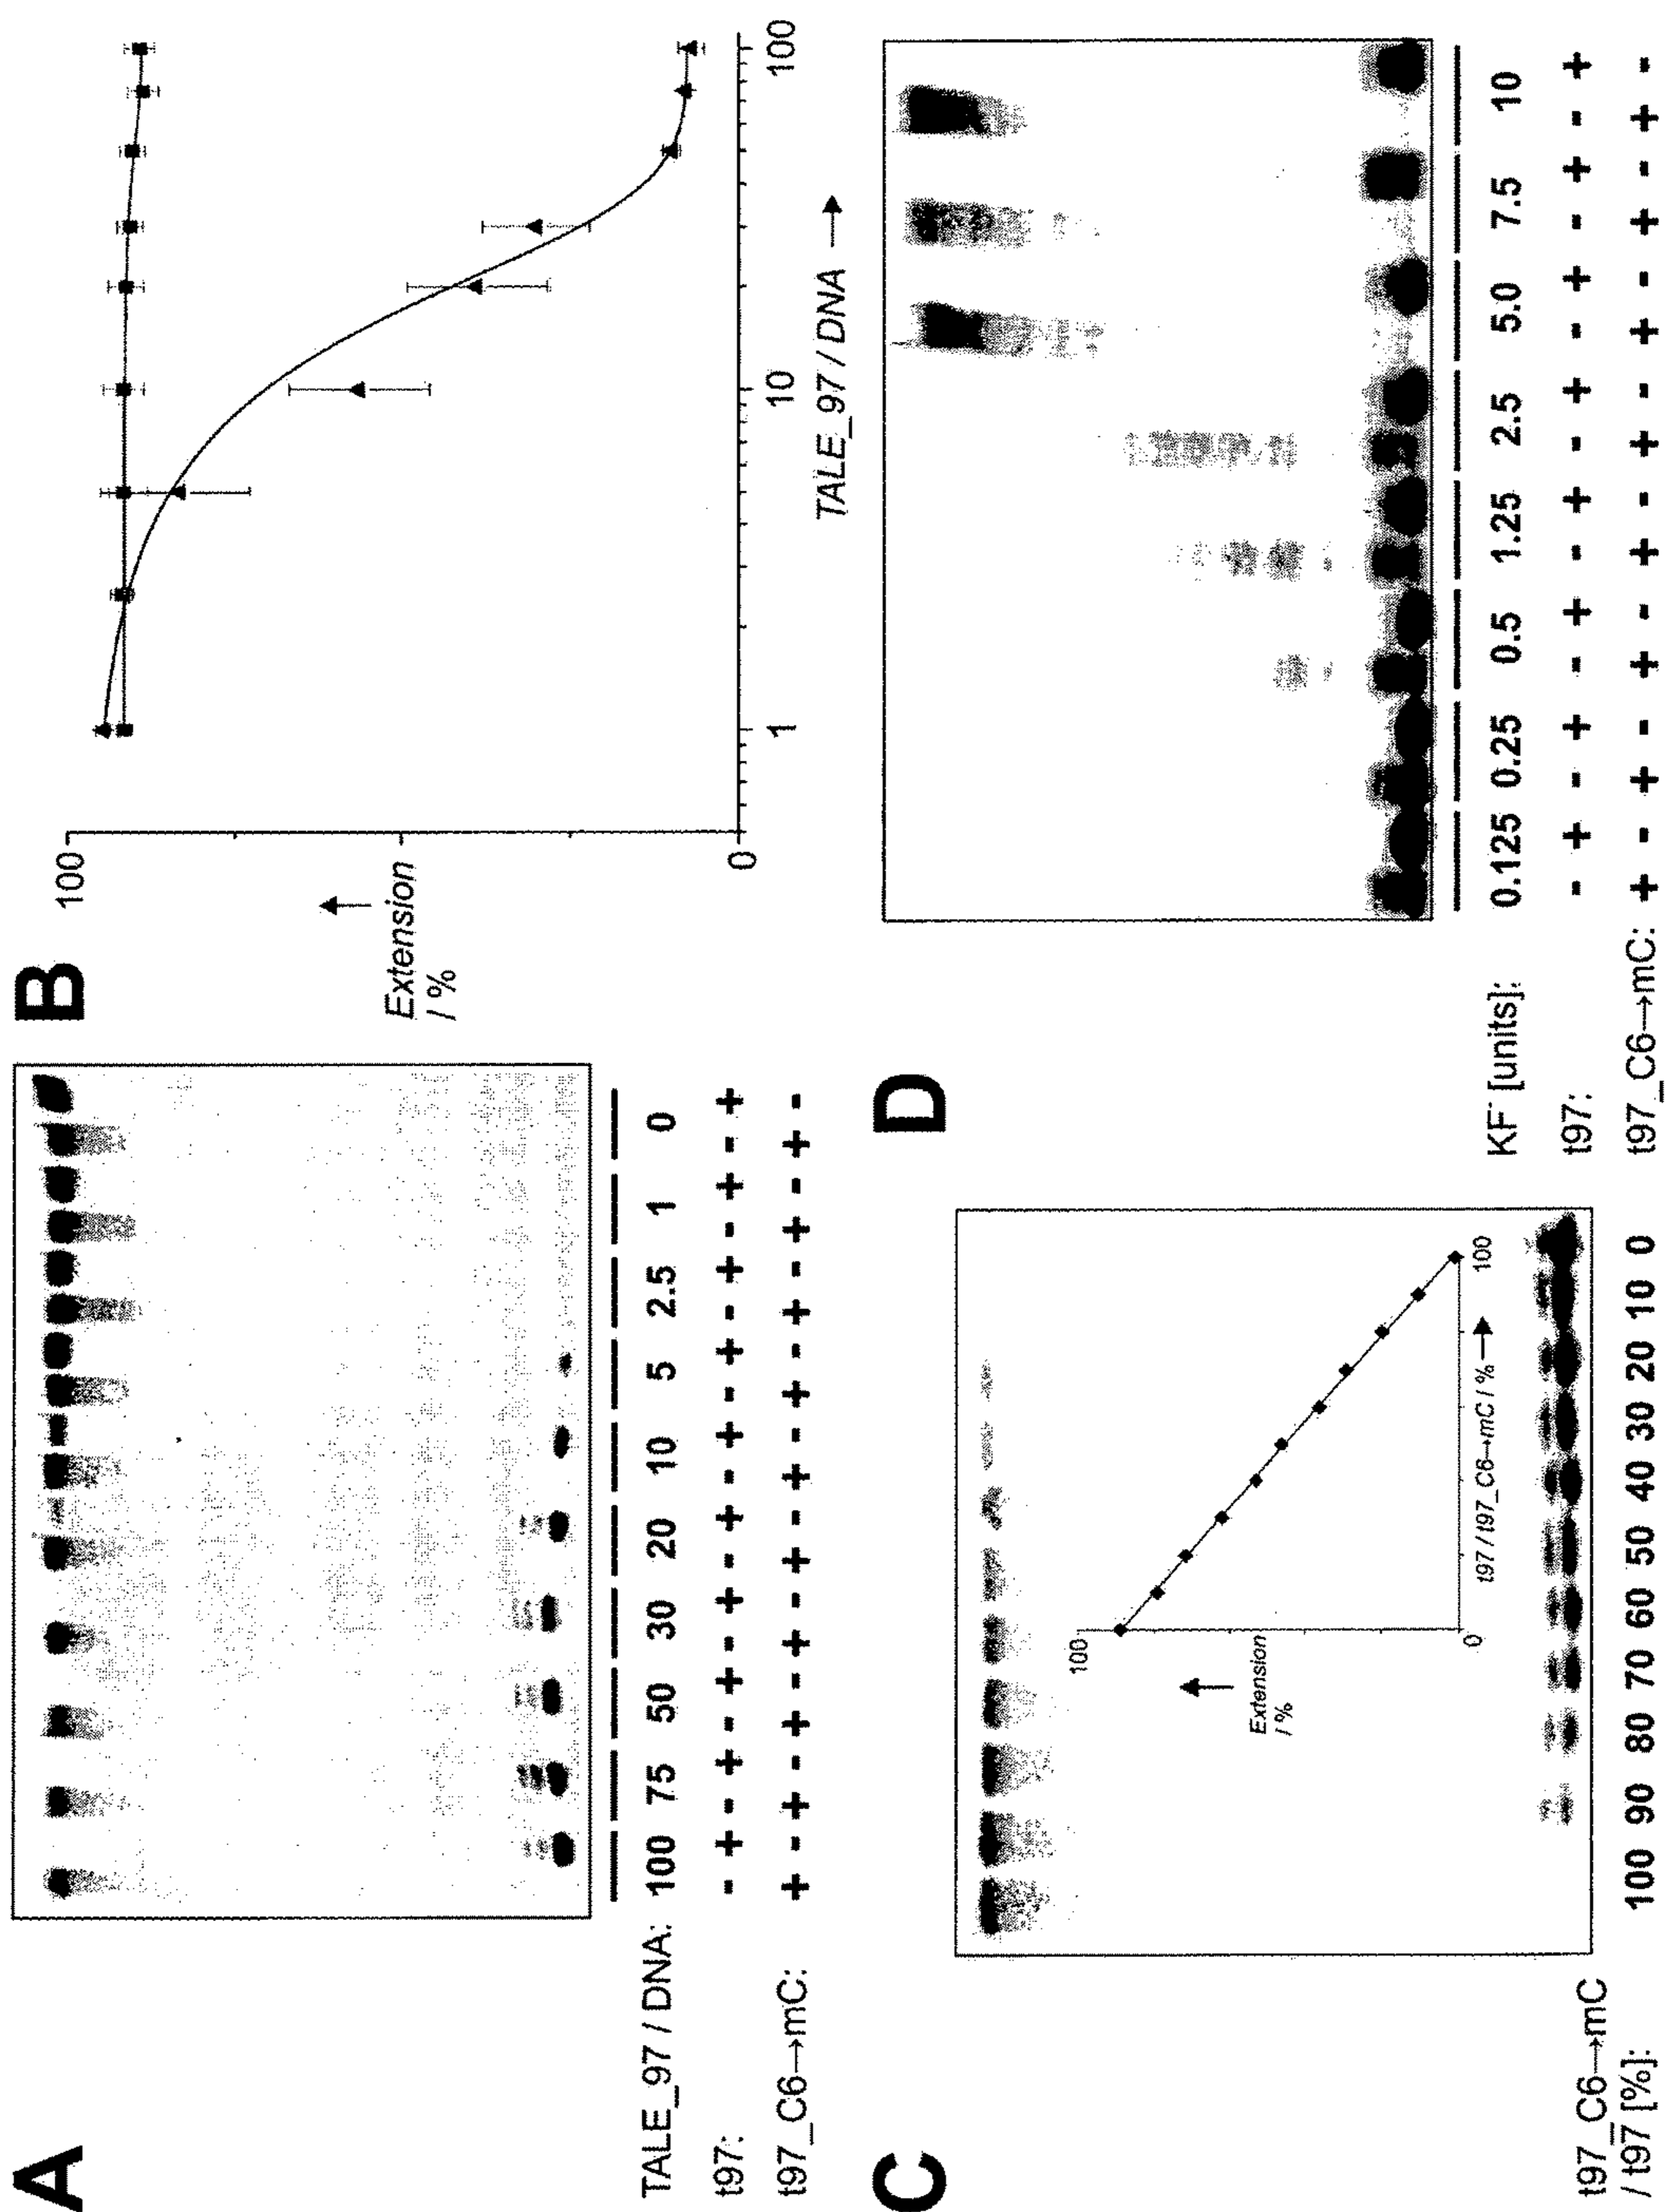 A
TALE_97 / DNA: 100 75 50 30 20 10 5 2.5 1 0
t97: - + - + - + - + - + - + - + - + - + - +
t97_C6→mC: + - + - + - + - + - + - + - + - + - + -
B
100
Extension
/ %
0
1 10 100
TALE_97 / DNA →
C
100
Extension
/ %
0 100
t97 / t97_C6→mC / % →
t97_C6→mC
/ t97 [%]: 100 90 80 70 60 50 40 30 20 10 0
D
KF⁻ [units]: 0.125 0.25 0.5 1.25 2.5 5.0 7.5 10
t97: - + - + - + - + - + - + - + - +
t97_C6→mC: + - + - + - + - + - + - + - + -